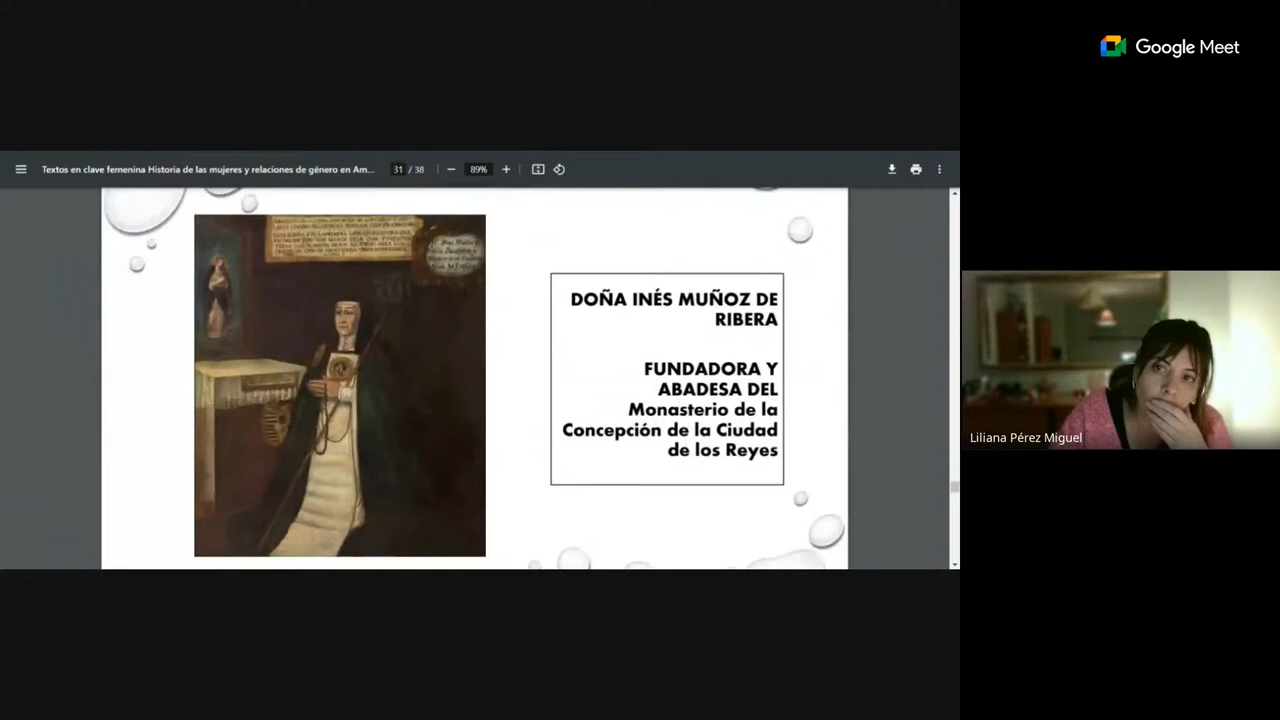 Google Meet
Textos en clave femenina Historia de las mujeres y relaciones de género en Am...
31 / 38
89%
DOÑA INÉS MUÑOZ DE
RIBERA
FUNDADORA Y
ABADESA DEL
Monasterio de la
Concepción de la Ciudad
de los Reyes
Liliana Pérez Miguel